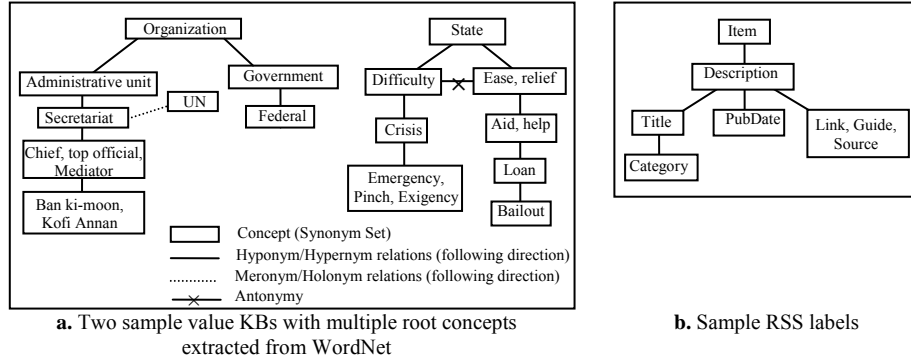 Organization
Administrative unit
Government
Secretariat
UN
Federal
Chief, top official,
Mediator
Ban ki-moon,
Kofi Annan
State
Difficulty
Ease, relief
Crisis
Aid, help
Emergency,
Pinch, Exigency
Loan
Bailout
Concept (Synonym Set)
Hyponym/Hypernym relations (following direction)
Meronym/Holonym relations (following direction)
Antonymy
a. Two sample value KBs with multiple root concepts
extracted from WordNet
Item
Description
Title
PubDate
Link, Guide,
Source
Category
b. Sample RSS labels